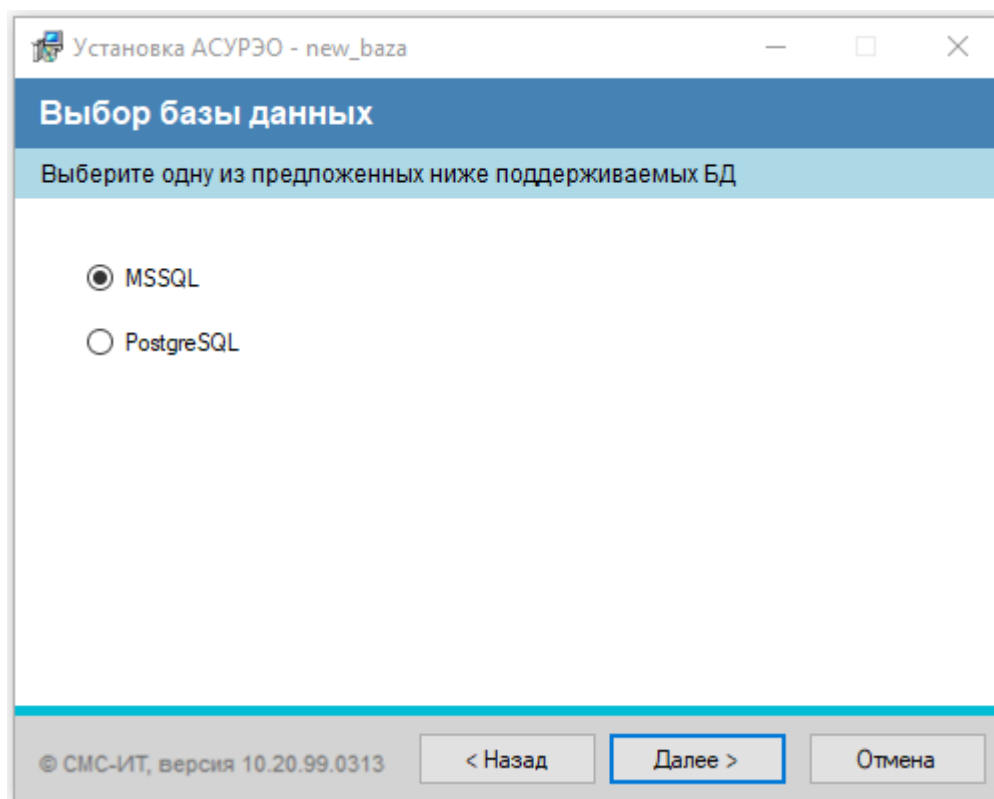 Установка АСУРЭО - new_baza
Выбор базы данных
Выберите одну из предложенных ниже поддерживаемых БД
MSSQL
PostgreSQL
© СМС-ИТ, версия 10.20.99.0313
< Назад
Далее >
Отмена